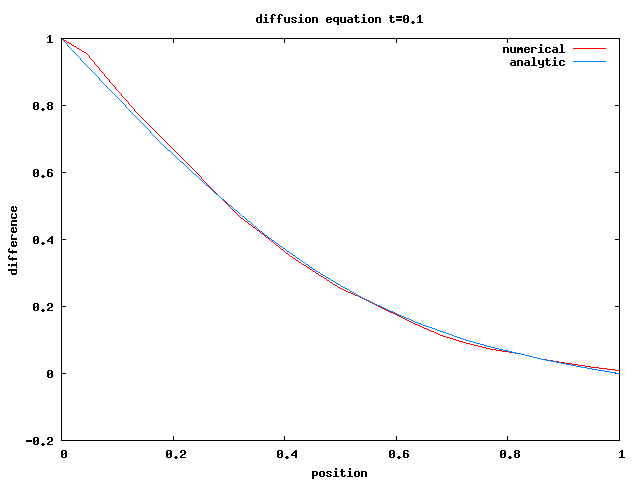 diffusion equation t=0.1
numerical
analytic
1
0.8
0.6
0.4
0.2
0
-0.2
difference
0 0.2 0.4 0.6 0.8 1
position